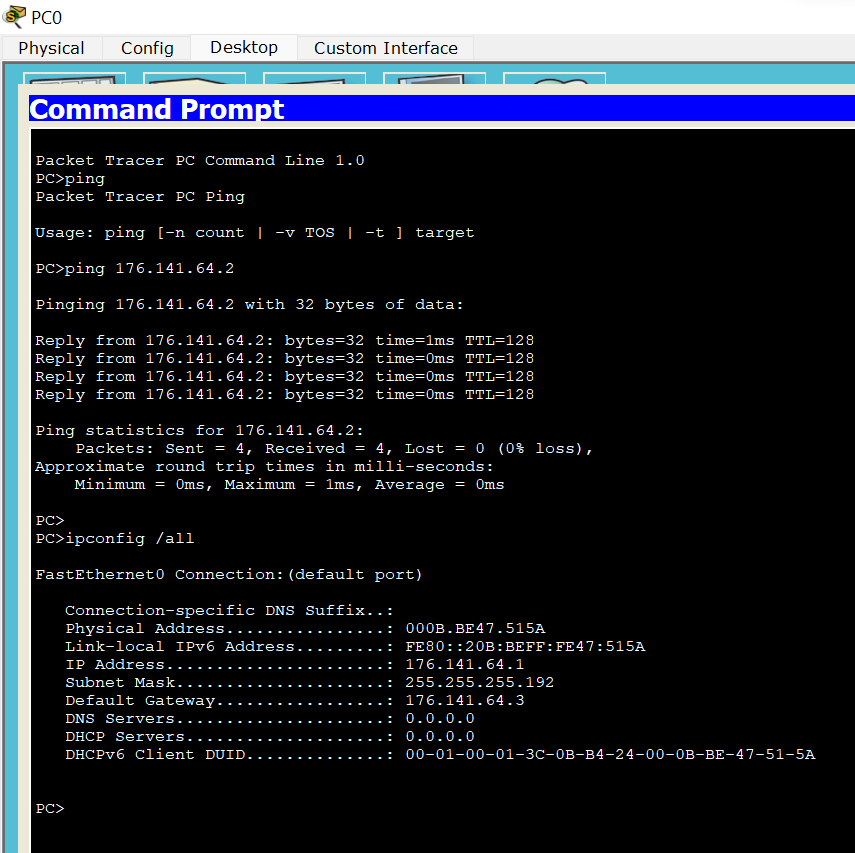 PC0
Physical Config Desktop Custom Interface
Command Prompt
Packet Tracer PC Command Line 1.0
PC>ping
Packet Tracer PC Ping
Usage: ping [-n count | -v TOS | -t ] target
PC>ping 176.141.64.2
Pinging 176.141.64.2 with 32 bytes of data:
Reply from 176.141.64.2: bytes=32 time=1ms TTL=128
Reply from 176.141.64.2: bytes=32 time=0ms TTL=128
Reply from 176.141.64.2: bytes=32 time=0ms TTL=128
Reply from 176.141.64.2: bytes=32 time=0ms TTL=128
Ping statistics for 176.141.64.2:
Packets: Sent = 4, Received = 4, Lost = 0 (0% loss),
Approximate round trip times in milli-seconds:
Minimum = 0ms, Maximum = 1ms, Average = 0ms
PC>
PC>ipconfig /all
FastEthernet0 Connection:(default port)
Connection-specific DNS Suffix..:
Physical Address................: 000B.BE47.515A
Link-local IPv6 Address.........: FE80::20B:BEFF:FE47:515A
IP Address......................: 176.141.64.1
Subnet Mask.....................: 255.255.255.192
Default Gateway.................: 176.141.64.3
DNS Servers.....................: 0.0.0.0
DHCP Servers....................: 0.0.0.0
DHCPv6 Client DUID..............: 00-01-00-01-3C-0B-B4-24-00-0B-BE-47-51-5A
PC>